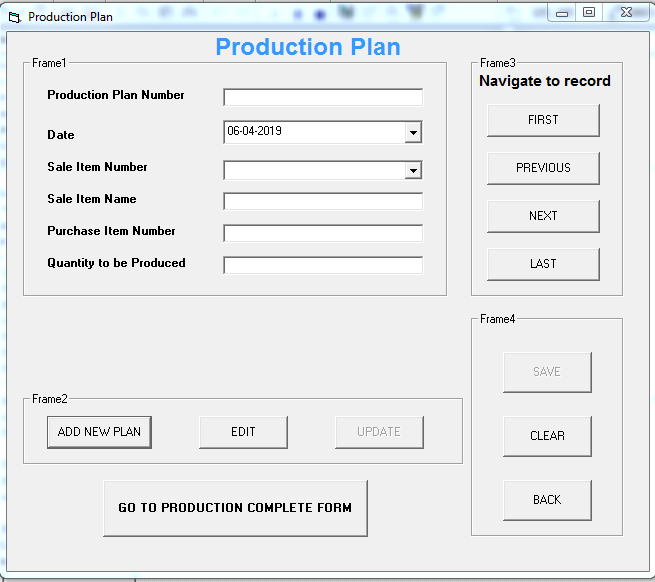 Production Plan
Production Plan
Frame1
Production Plan Number
Date
06-04-2019
Sale Item Number
Sale Item Name
Purchase Item Number
Quantity to be Produced
Frame3
Navigate to record
FIRST
PREVIOUS
NEXT
LAST
Frame2
ADD NEW PLAN
EDIT
UPDATE
Frame4
SAVE
CLEAR
BACK
GO TO PRODUCTION COMPLETE FORM